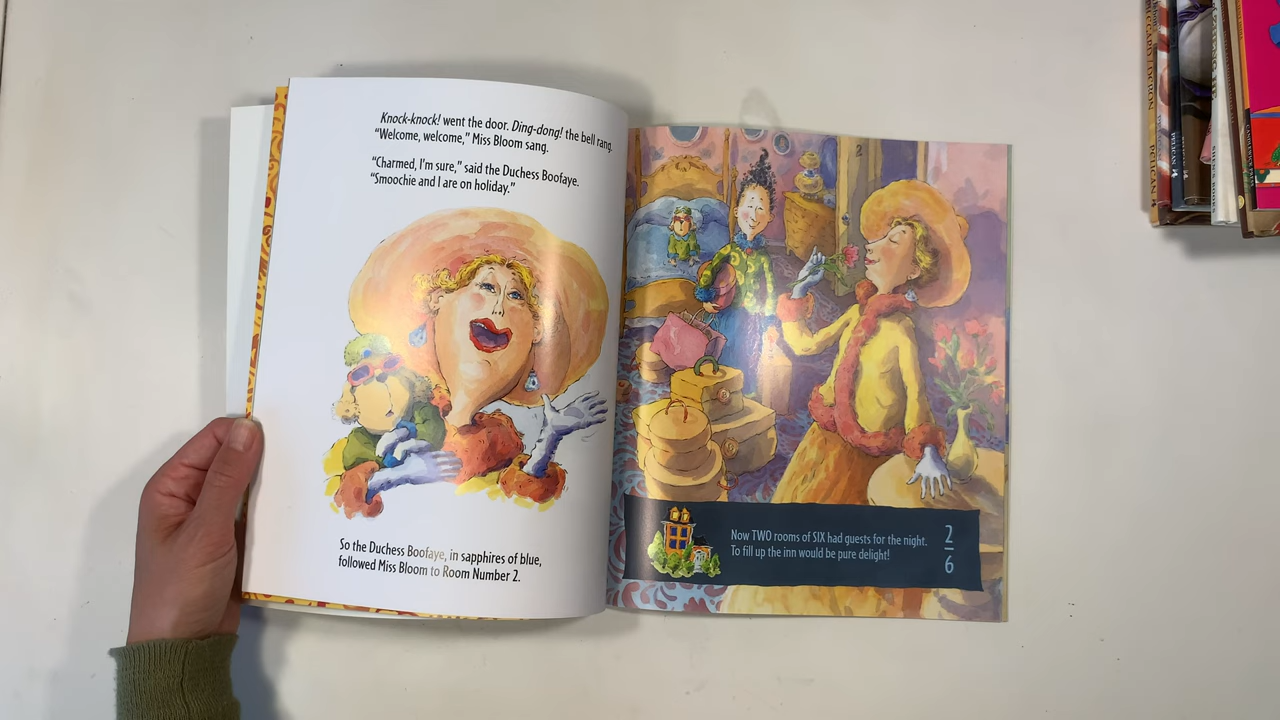 Knock-knock! went the door. Ding-dong! the bell rang.
“Welcome, welcome,” Miss Bloom sang.
“Charmed, I’m sure,” said the Duchess Boofaye.
“Smoochie and I are on holiday.”
So the Duchess Boofaye, in sapphires of blue,
followed Miss Bloom to Room Number 2.
2
Now TWO rooms of SIX had guests for the night.
To fill up the inn would be pure delight!
2
6
PELICAN